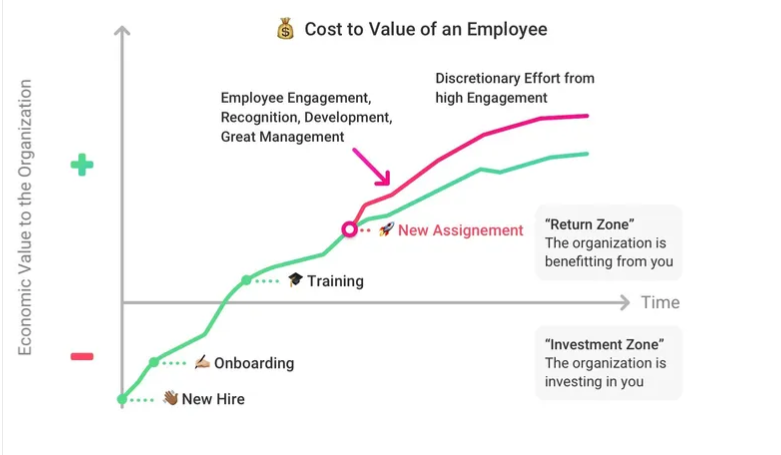 Cost to Value of an Employee
Economic Value to the Organization
Employee Engagement,
Recognition, Development,
Great Management
Discretionary Effort from
high Engagement
New Assignement
"Return Zone"
The organization is
benefitting from you
Training
Time
"Investment Zone"
The organization is
investing in you
Onboarding
New Hire